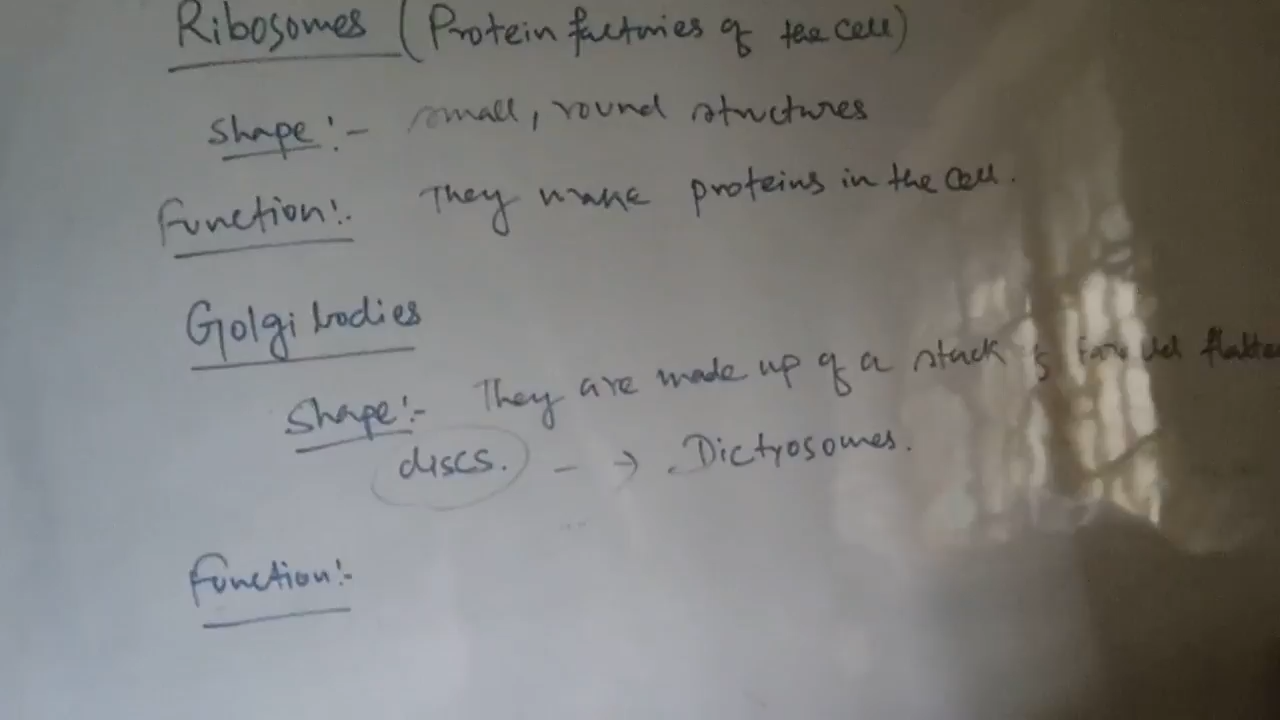 Ribosomes (Protein factories of the cell)
Shape:- small, round structures
Function:- They make proteins in the cell.
Golgi bodies
Shape:- They are made up of a stack of
discs. - → Dictyosomes.
Function:-